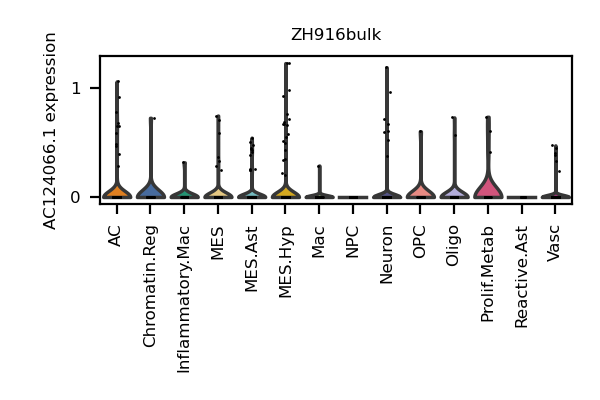 ZH916bulk
AC124066.1 expression
1
0
AC
Chromatin.Reg
Inflammatory.Mac
MES
MES.Ast
MES.Hyp
Mac
NPC
Neuron
OPC
Oligo
Prolif.Metab
Reactive.Ast
Vasc